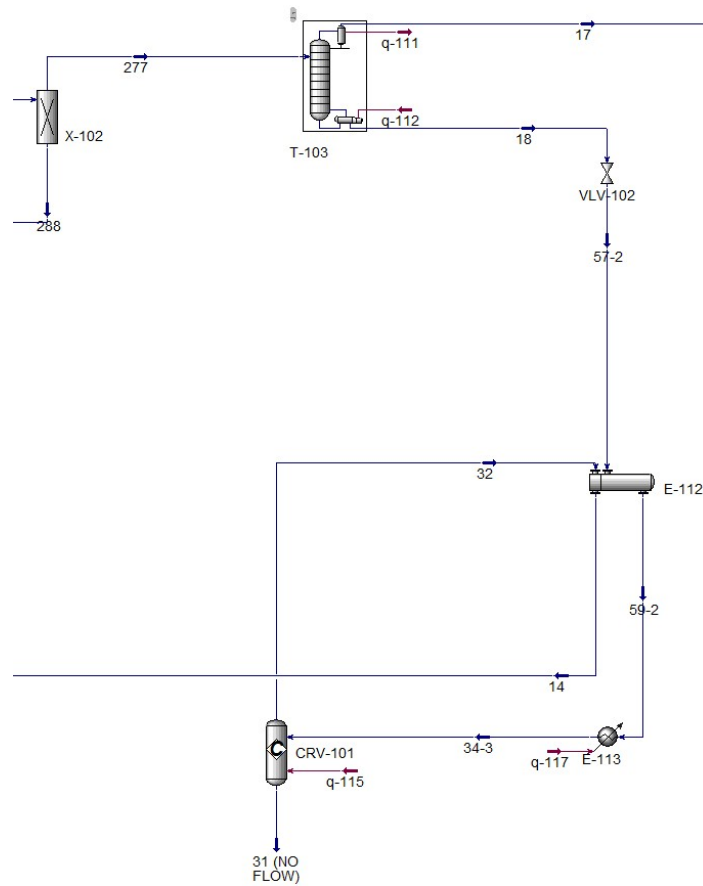 17
q-111
277
q-112
X-102
18
T-103
VLV-102
288
57-2
32
E-112
59-2
14
34-3
CRV-101
q-117
E-113
q-115
31 (NO
FLOW)